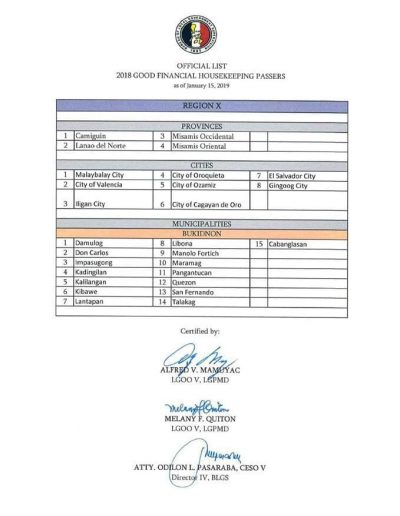 OFFICIAL LIST
2018 GOOD FINANCIAL HOUSEKEEPING PASSERS
as of January 15, 2019
REGION X
PROVINCES
1 Camiguin 3 Misamis Occidental
2 Lanao del Norte 4 Misamis Oriental
CITIES
1 Malaybalay City 4 City of Oroquieta 7 El Salvador City
2 City of Valencia 5 City of Ozamiz 8 Gingoog City
3 Iligan City 6 City of Cagayan de Oro
MUNICIPALITIES
BUKIDNON
1 Damulog 8 Libona 15 Cabanglasan
2 Don Carlos 9 Manolo Fortich
3 Impasugong 10 Maramag
4 Kadingilan 11 Pangantucan
5 Kalilangan 12 Quezon
6 Kibawe 13 San Fernando
7 Lantapan 14 Talakag
Certified by:
ALFRED V. MAMUYAC
LGOO V, LGPMD
MELANY F. QUITON
LGOO V, LGPMD
ATTY. ODILON L. PASARABA, CESO V
Director IV, BLGS